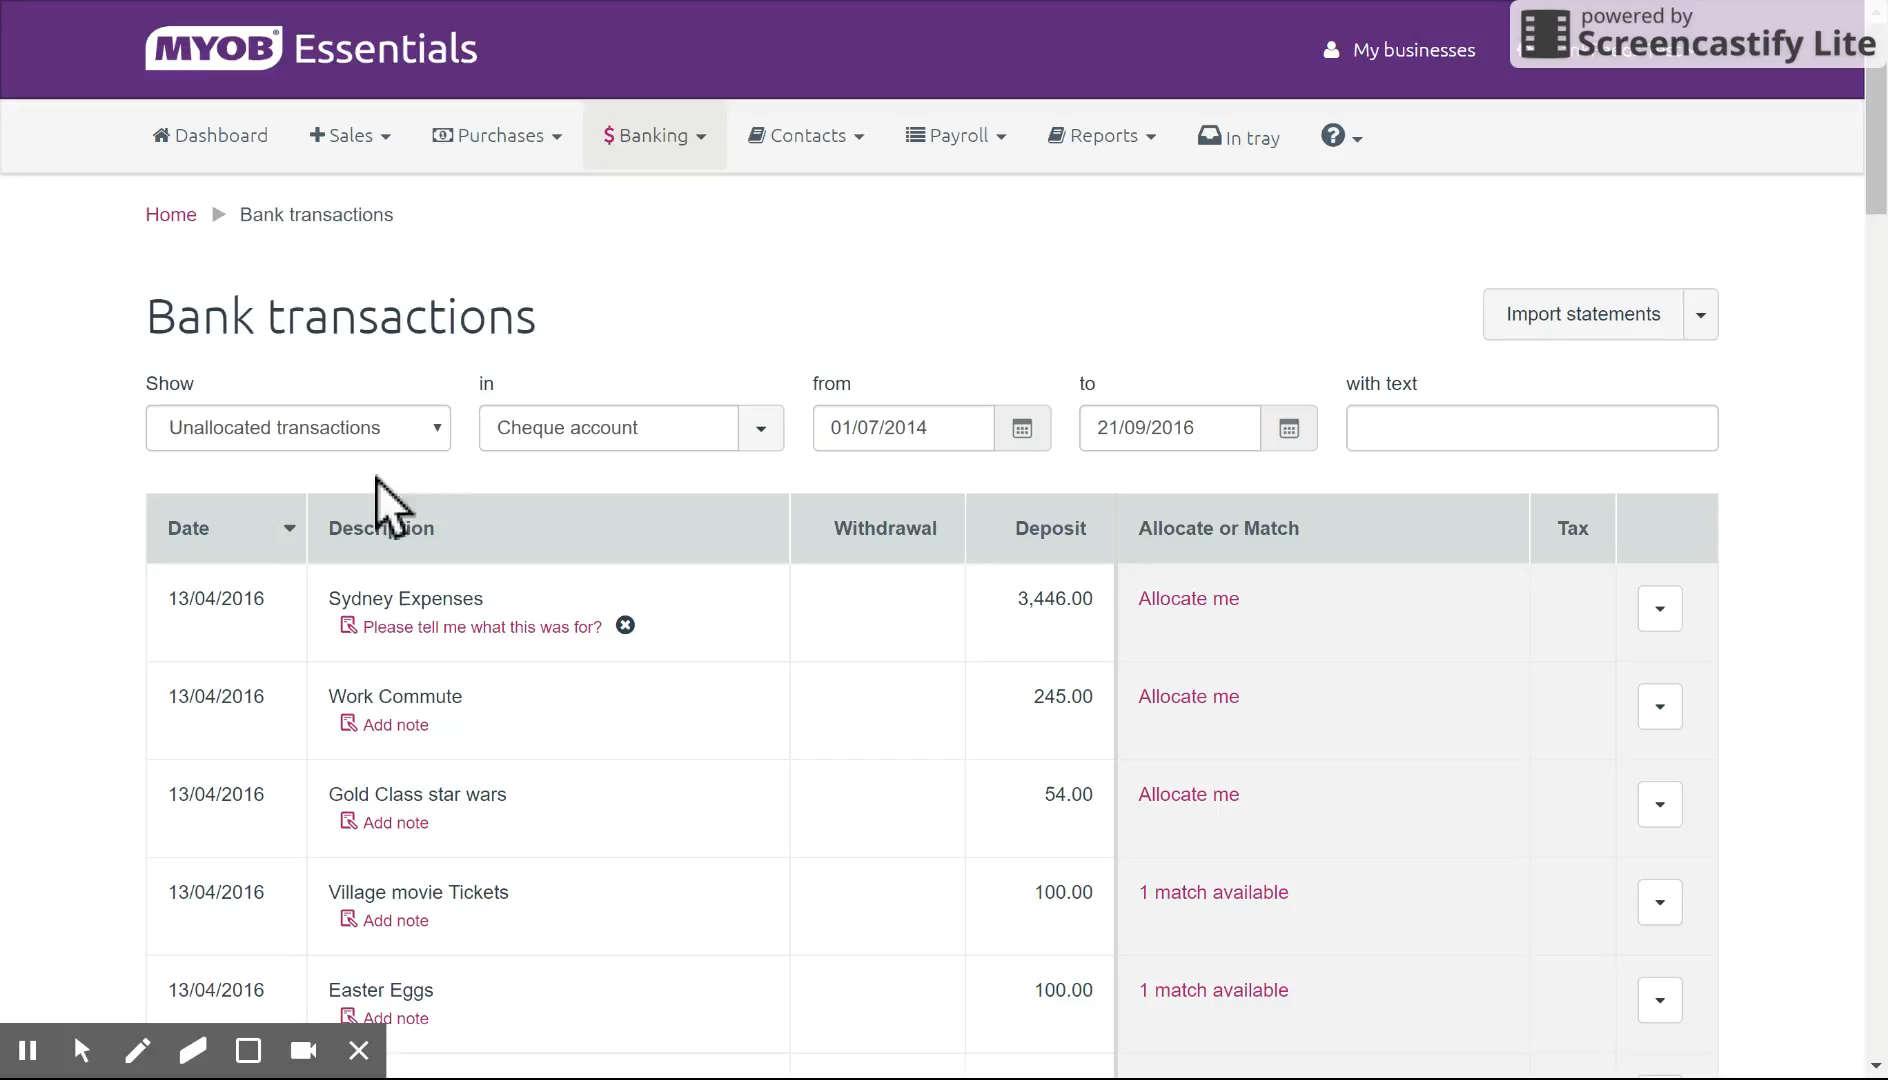 MYOB Essentials
My businesses
powered by
Screencastify Lite
Dashboard
Sales
Purchases
$ Banking
Contacts
Payroll
Reports
In tray
?
Home
Bank transactions
Bank transactions
Import statements
Show
in
from
to
with text
Unallocated transactions
Cheque account
01/07/2014
21/09/2016
Date
Description
Withdrawal
Deposit
Allocate or Match
Tax
13/04/2016
Sydney Expenses
3,446.00
Allocate me
Please tell me what this was for?
13/04/2016
Work Commute
245.00
Allocate me
Add note
13/04/2016
Gold Class star wars
54.00
Allocate me
Add note
13/04/2016
Village movie Tickets
100.00
1 match available
Add note
13/04/2016
Easter Eggs
100.00
1 match available
Add note